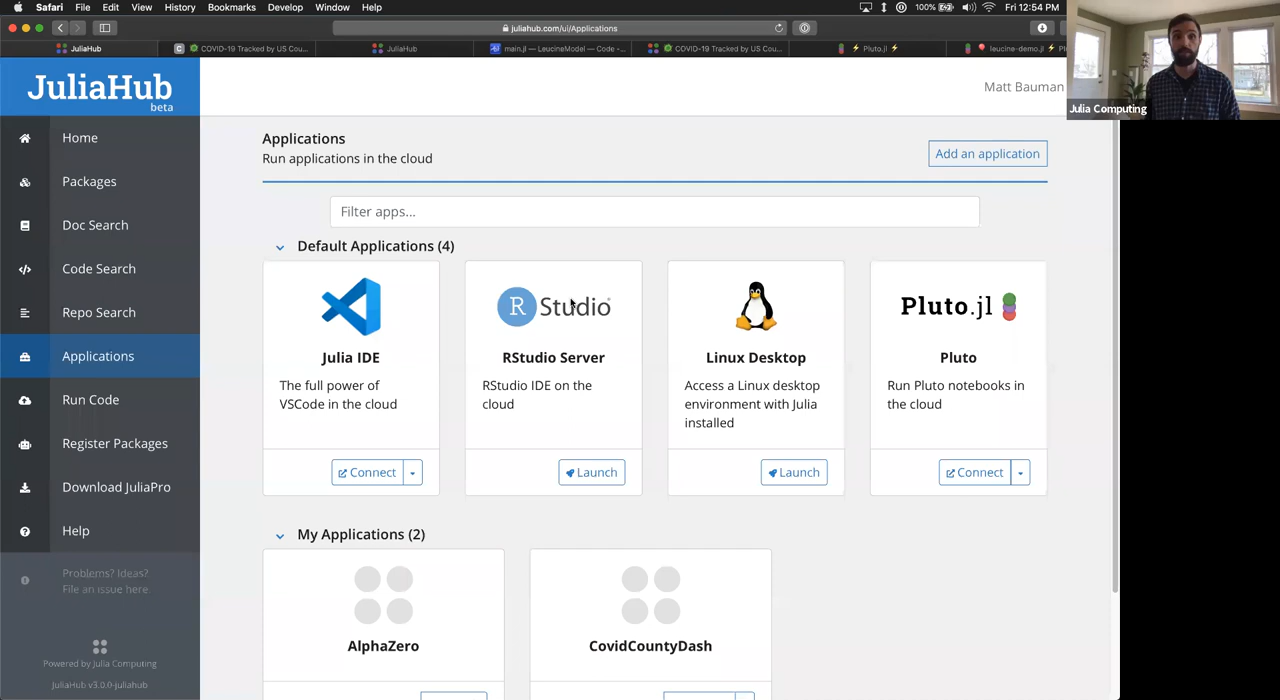 Safari File Edit View History Bookmarks Develop Window Help 100% Fri 12:54 PM
juliahub.com/ui/Applications
JuliaHub
COVID-19 Tracked by US Cou...
JuliaHub
main.jl — LeucineModel — Code -...
COVID-19 Tracked by US Cou...
Pluto.jl
leucine-demo.jl
Julia Computing
JuliaHub
beta
Matt Bauman
Home
Packages
Doc Search
Code Search
Repo Search
Applications
Run Code
Register Packages
Download JuliaPro
Help
Problems? Ideas?
File an issue here.
Powered by Julia Computing
JuliaHub v3.0.0-juliahub
Applications
Run applications in the cloud
Add an application
Filter apps...
Default Applications (4)
Julia IDE
The full power of
VSCode in the cloud
Connect
R Studio
RStudio Server
RStudio IDE on the
cloud
Launch
Linux Desktop
Access a Linux desktop
environment with Julia
installed
Launch
Pluto.jl
Pluto
Run Pluto notebooks in
the cloud
Connect
My Applications (2)
AlphaZero
CovidCountyDash